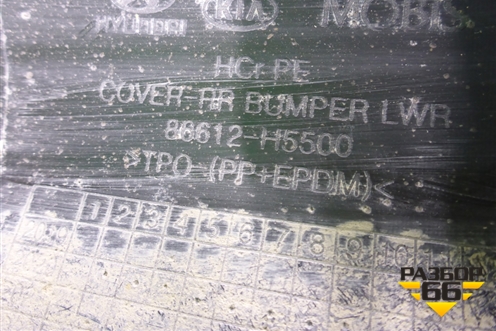 HYUNDAI KIA MOBIS
HCr PE
COVER-RR BUMPER LWR
86612-H5500
>TPO-(PP+EPDM)<
1 2 3 4 5 6 7 8 9 10 11
РАЗБОР
66